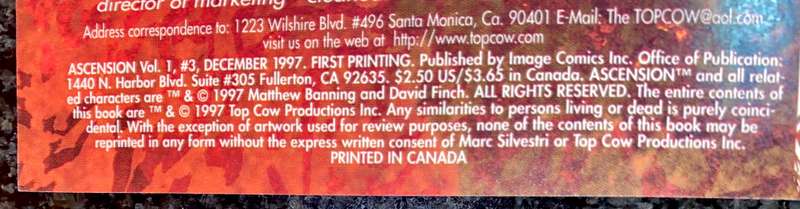 director of marketing
Address correspondence to: 1223 Wilshire Blvd. #496 Santa Monica, Ca. 90401 E-Mail: The TOPCOW@aol.com
visit us on the web at http://www.topcow.com
ASCENSION Vol. 1, #3, DECEMBER 1997. FIRST PRINTING. Published by Image Comics Inc. Office of Publication:
1440 N. Harbor Blvd. Suite #305 Fullerton, CA 92635. $2.50 US/$3.65 in Canada. ASCENSION™ and all relat-
ed characters are ™ & © 1997 Matthew Banning and David Finch. ALL RIGHTS RESERVED. The entire contents of
this book are ™ & © 1997 Top Cow Productions Inc. Any similarities to persons living or dead is purely coinci-
dental. With the exception of artwork used for review purposes, none of the contents of this book may be
reprinted in any form without the express written consent of Marc Silvestri or Top Cow Productions Inc.
PRINTED IN CANADA